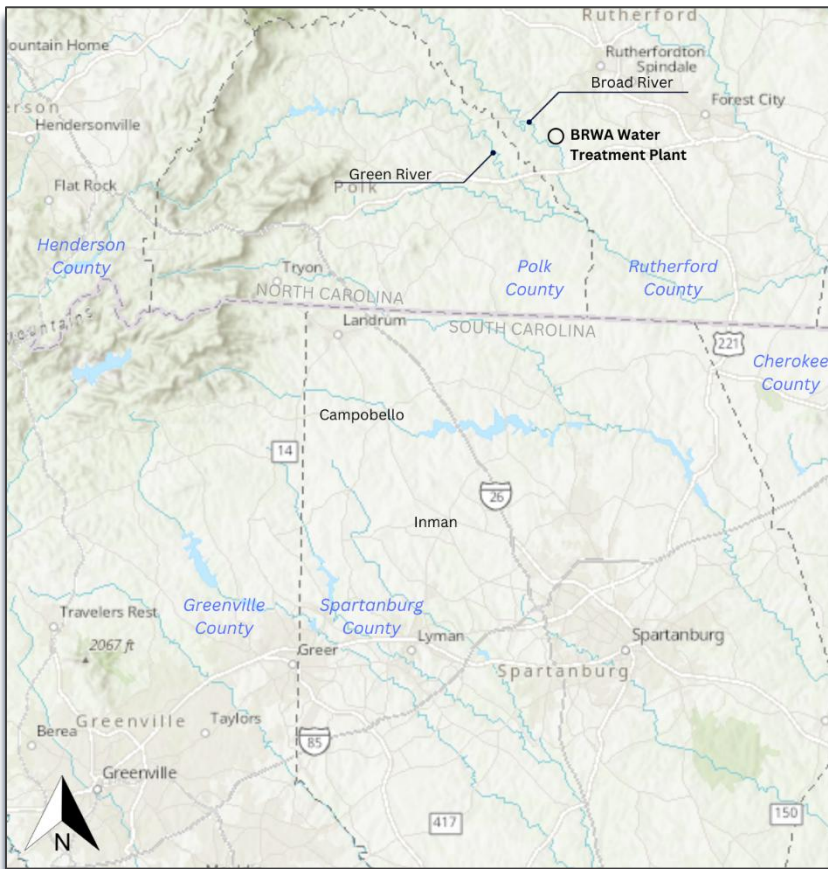 Rutherford
ountain Home
Rutherfordton
Spindale
Broad River
erson
Forest City
Hendersonville
BRWA Water
Treatment Plant
Green River
Flat Rock
Polk
Henderson
County
Polk
County
Rutherford
County
Tryon
NORTH CAROLINA
Mountains
Landrum
SOUTH CAROLINA
221
Cherokee
County
Campobello
14
26
Inman
Greenville
County
Spartanburg
County
Travelers Rest
2067 ft
Lyman
Spartanburg
Greer
Spartanburg
Greenville
Taylors
Berea
85
Greenville
417
150
N